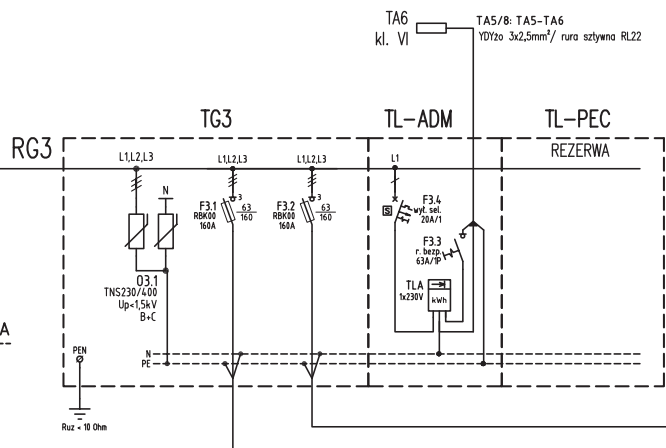 TA6
kl. VI
TA5/8: TA5-TA6
YDYżo 3x2,5mm²/ rura sztywna RL22
RG3
TG3
TL-ADM
TL-PEC
REZERWA
L1,L2,L3
L1,L2,L3
L1,L2,L3
L1
N
F3.1
RBK00
160A
3
63
160
F3.2
RBK00
160A
3
63
160
S
F3.4
wył. sel.
20A/1
F3.3
r. bezp.
63A/1P
03.1
TNS230/400
Up<1,5kV
B+C
TLA
1x230V
kWh
A
PEN
N
PE
Ruz < 10 Ohm